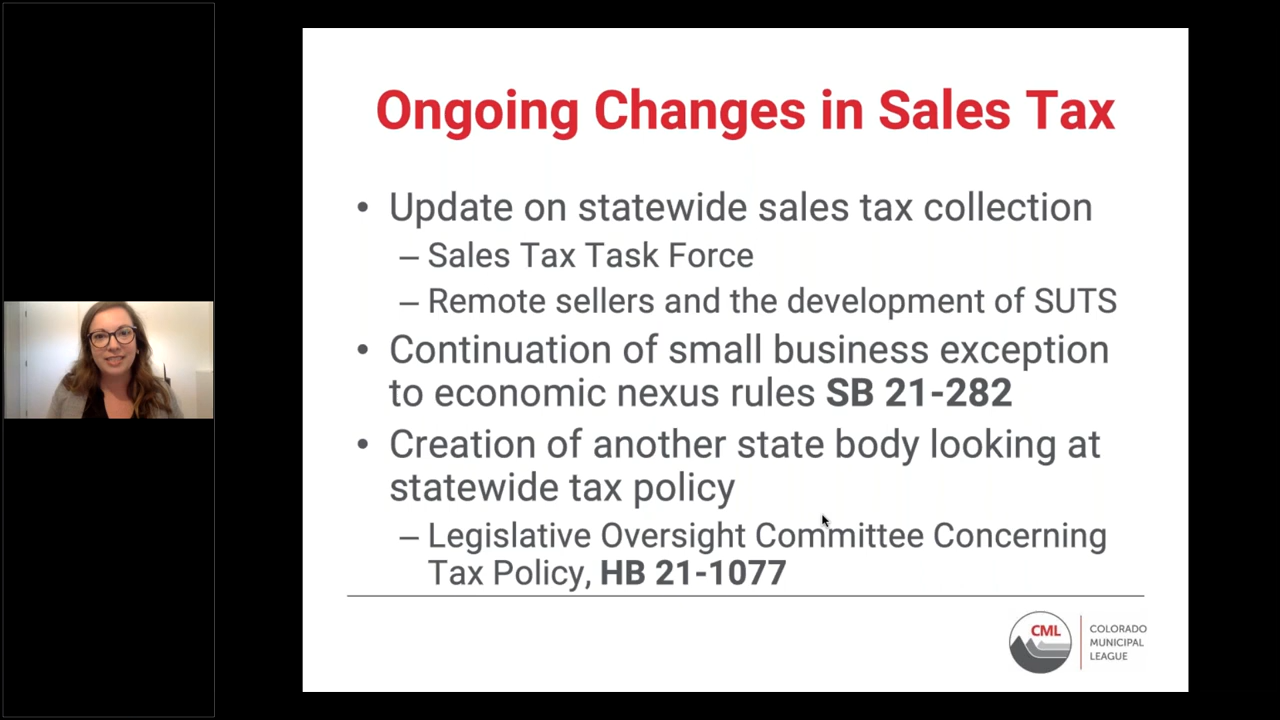 Ongoing Changes in Sales Tax
• Update on statewide sales tax collection
– Sales Tax Task Force
– Remote sellers and the development of SUTS
• Continuation of small business exception
to economic nexus rules SB 21-282
• Creation of another state body looking at
statewide tax policy
– Legislative Oversight Committee Concerning
Tax Policy, HB 21-1077
CML
COLORADO
MUNICIPAL
LEAGUE